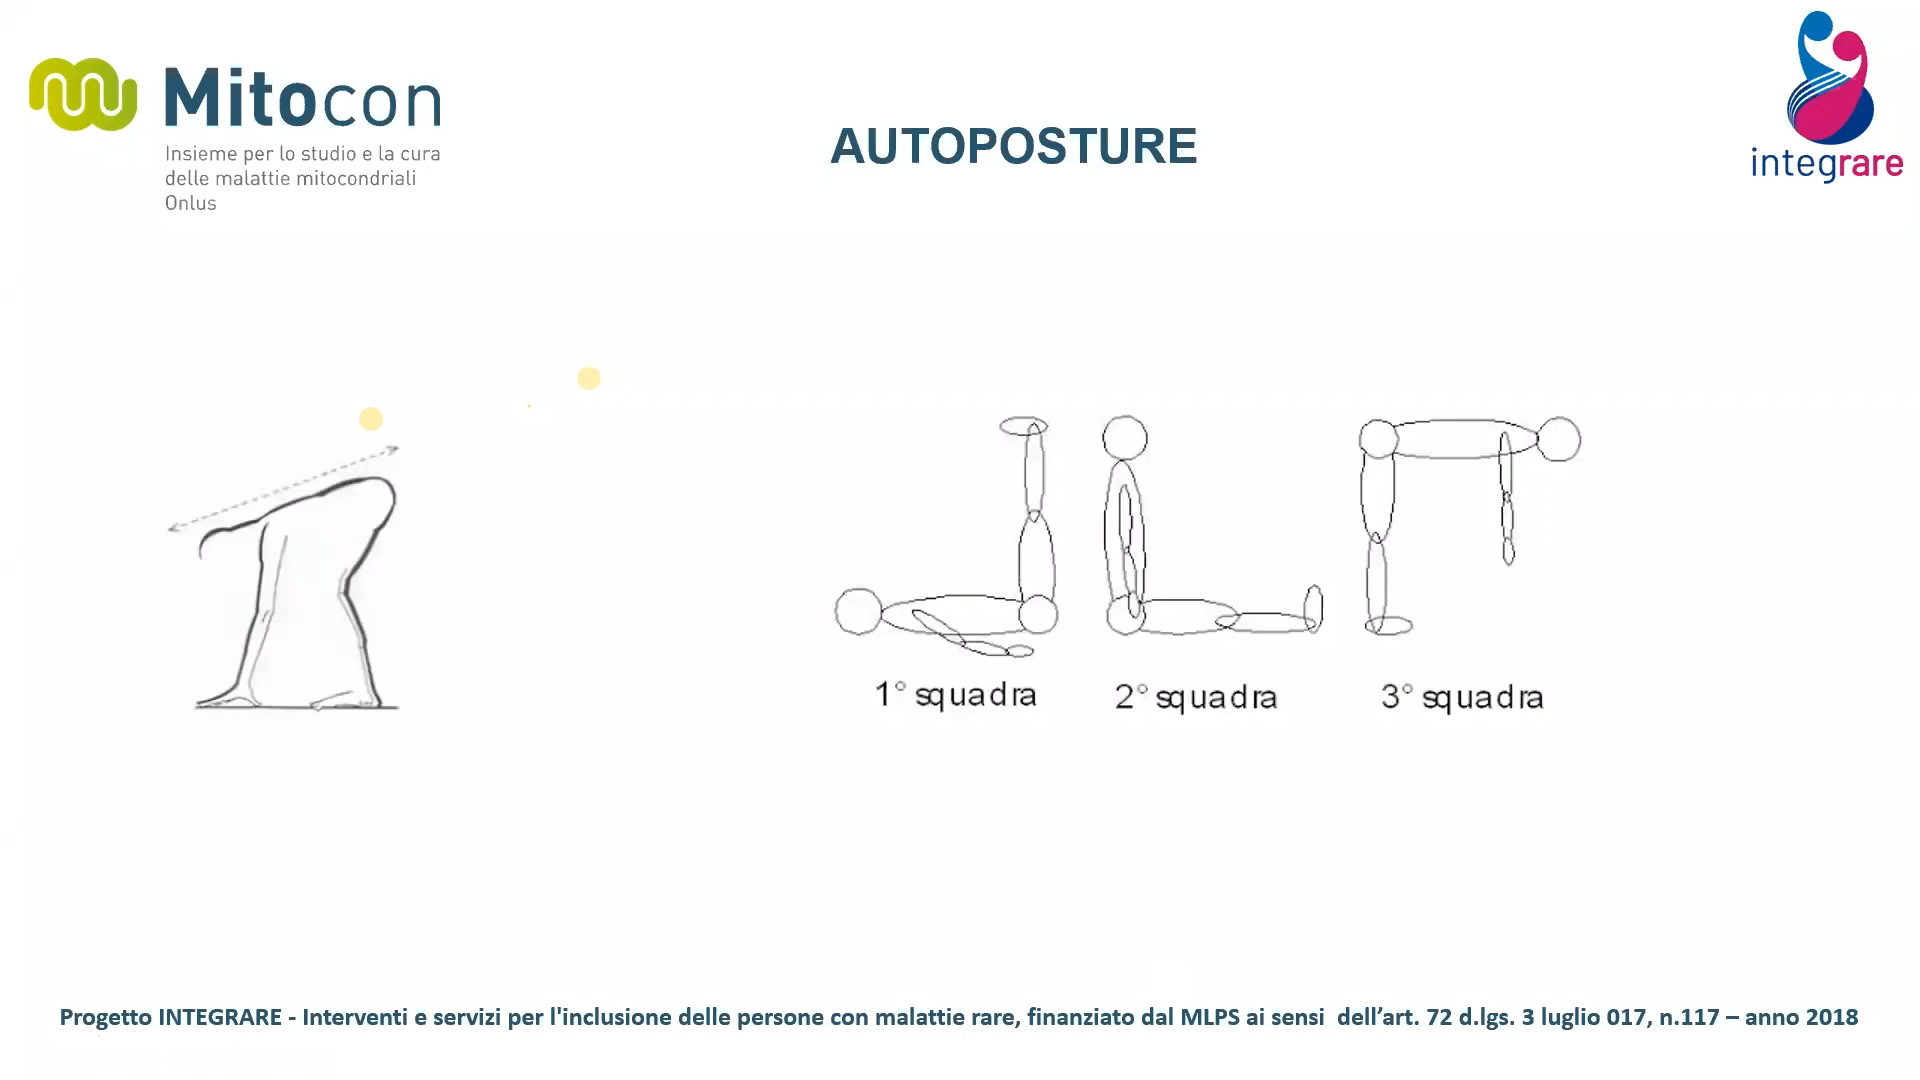 Mitocon
Insieme per lo studio e la cura
delle malattie mitocondriali
Onlus
AUTOPOSTURE
integrare
1° squadra
2° squadra
3° squadra
Progetto INTEGRARE - Interventi e servizi per l'inclusione delle persone con malattie rare, finanziato dal MLPS ai sensi  dell’art. 72 d.lgs. 3 luglio 017, n.117 – anno 2018